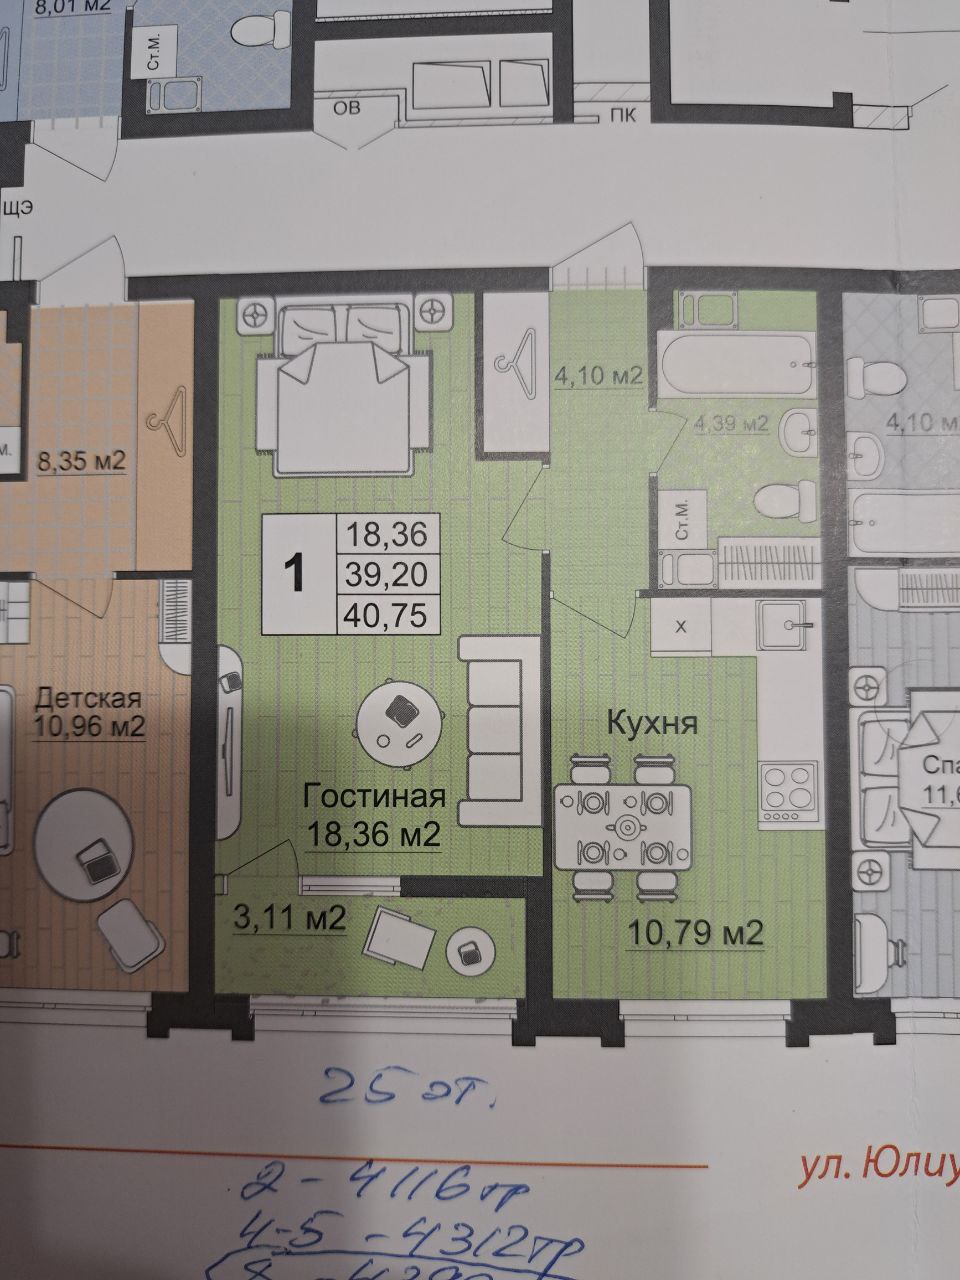 8,01 м2
Ст.М.
ОВ
ПК
ЩЭ
4,10 м2
4,39 м2
4,10 м
8,35 м2
м.
Ст.М.
1
18,36
39,20
40,75
X
Детская
10,96 м2
Кухня
Гостиная
18,36 м2
Спа
11,6
3,11 м2
10,79 м2
25 эт.
ул. Юлиу
2 - 4116 тр
4-5 - 4312 тр